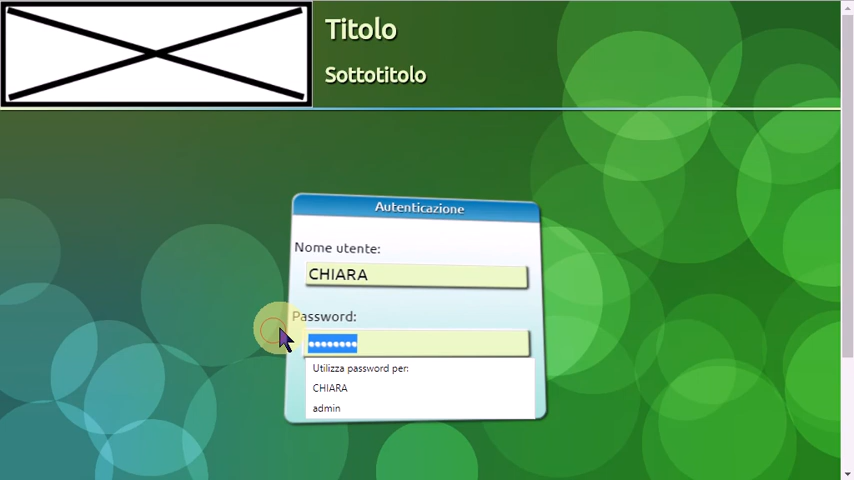 Titolo
Sottotitolo
Autenticazione
Nome utente:
CHIARA
Password:
••••••••
Utilizza password per:
CHIARA
admin